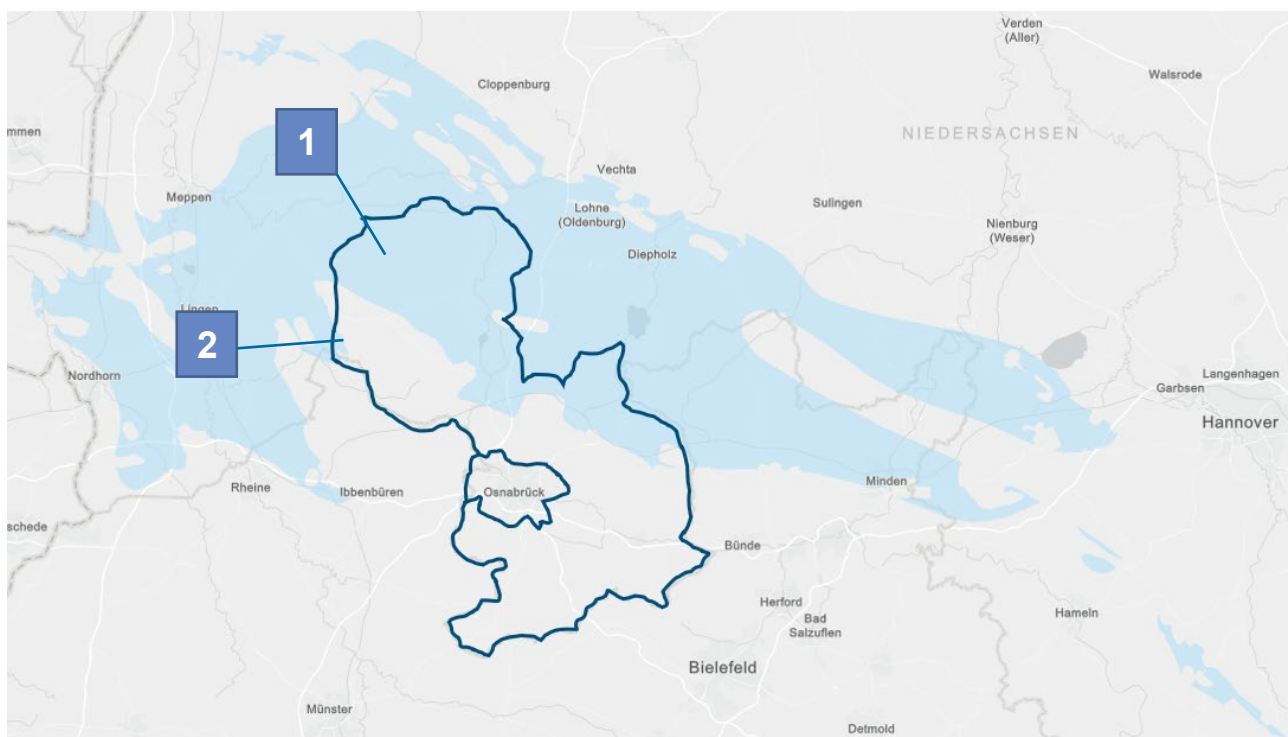 Verden
(Aller)
Walsrode
Cloppenburg
1
mmen
NIEDERSACHSEN
Vechta
Meppen
Lohne
(Oldenburg)
Sulingen
Nienburg
(Weser)
Diepholz
Lingen
2
Nordhorn
Langenhagen
Garbsen
Hannover
Rheine
Ibbenbüren
Osnabrück
Minden
schede
Bünde
Herford
Bad
Salzuflen
Hameln
Bielefeld
Münster
Detmold